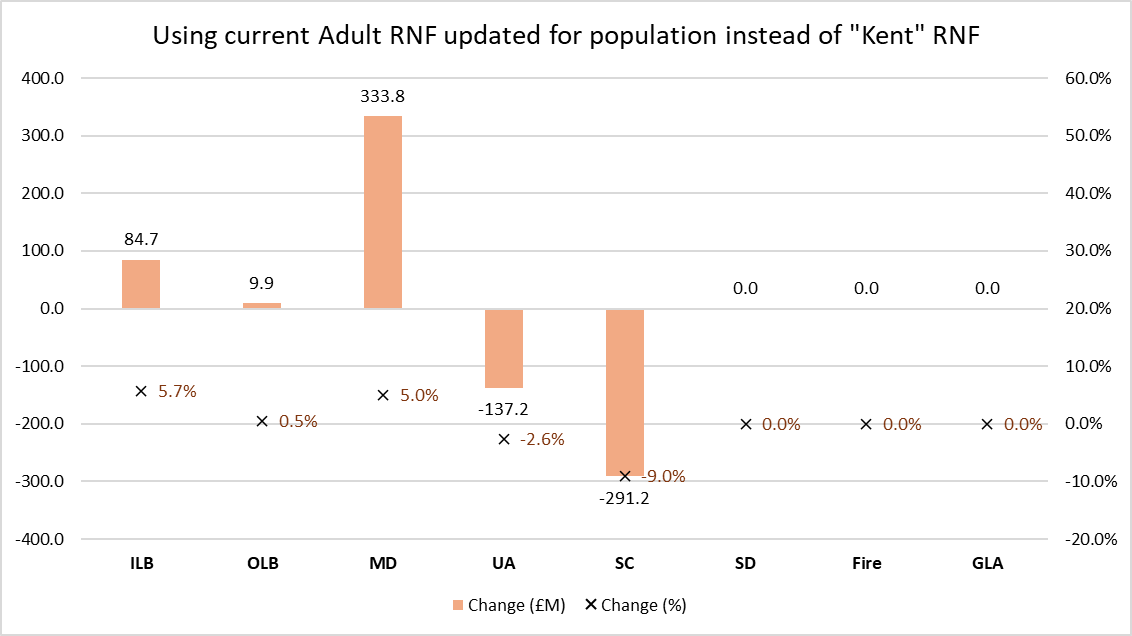 Using current Adult RNF updated for population instead of "Kent" RNF
400.0 333.8 60.0%
300.0 50.0%
200.0 40.0%
100.0 84.7 30.0%
9.9
0.0 0.0 0.0 0.0 20.0%
-100.0 10.0%
5.7% 5.0%
-137.2
-200.0 0.5% 0.0% 0.0% 0.0% 0.0%
-2.6%
-300.0 -9.0% -10.0%
-291.2
-400.0 -20.0%
ILB OLB MD UA SC SD Fire GLA
Change (£M) Change (%)